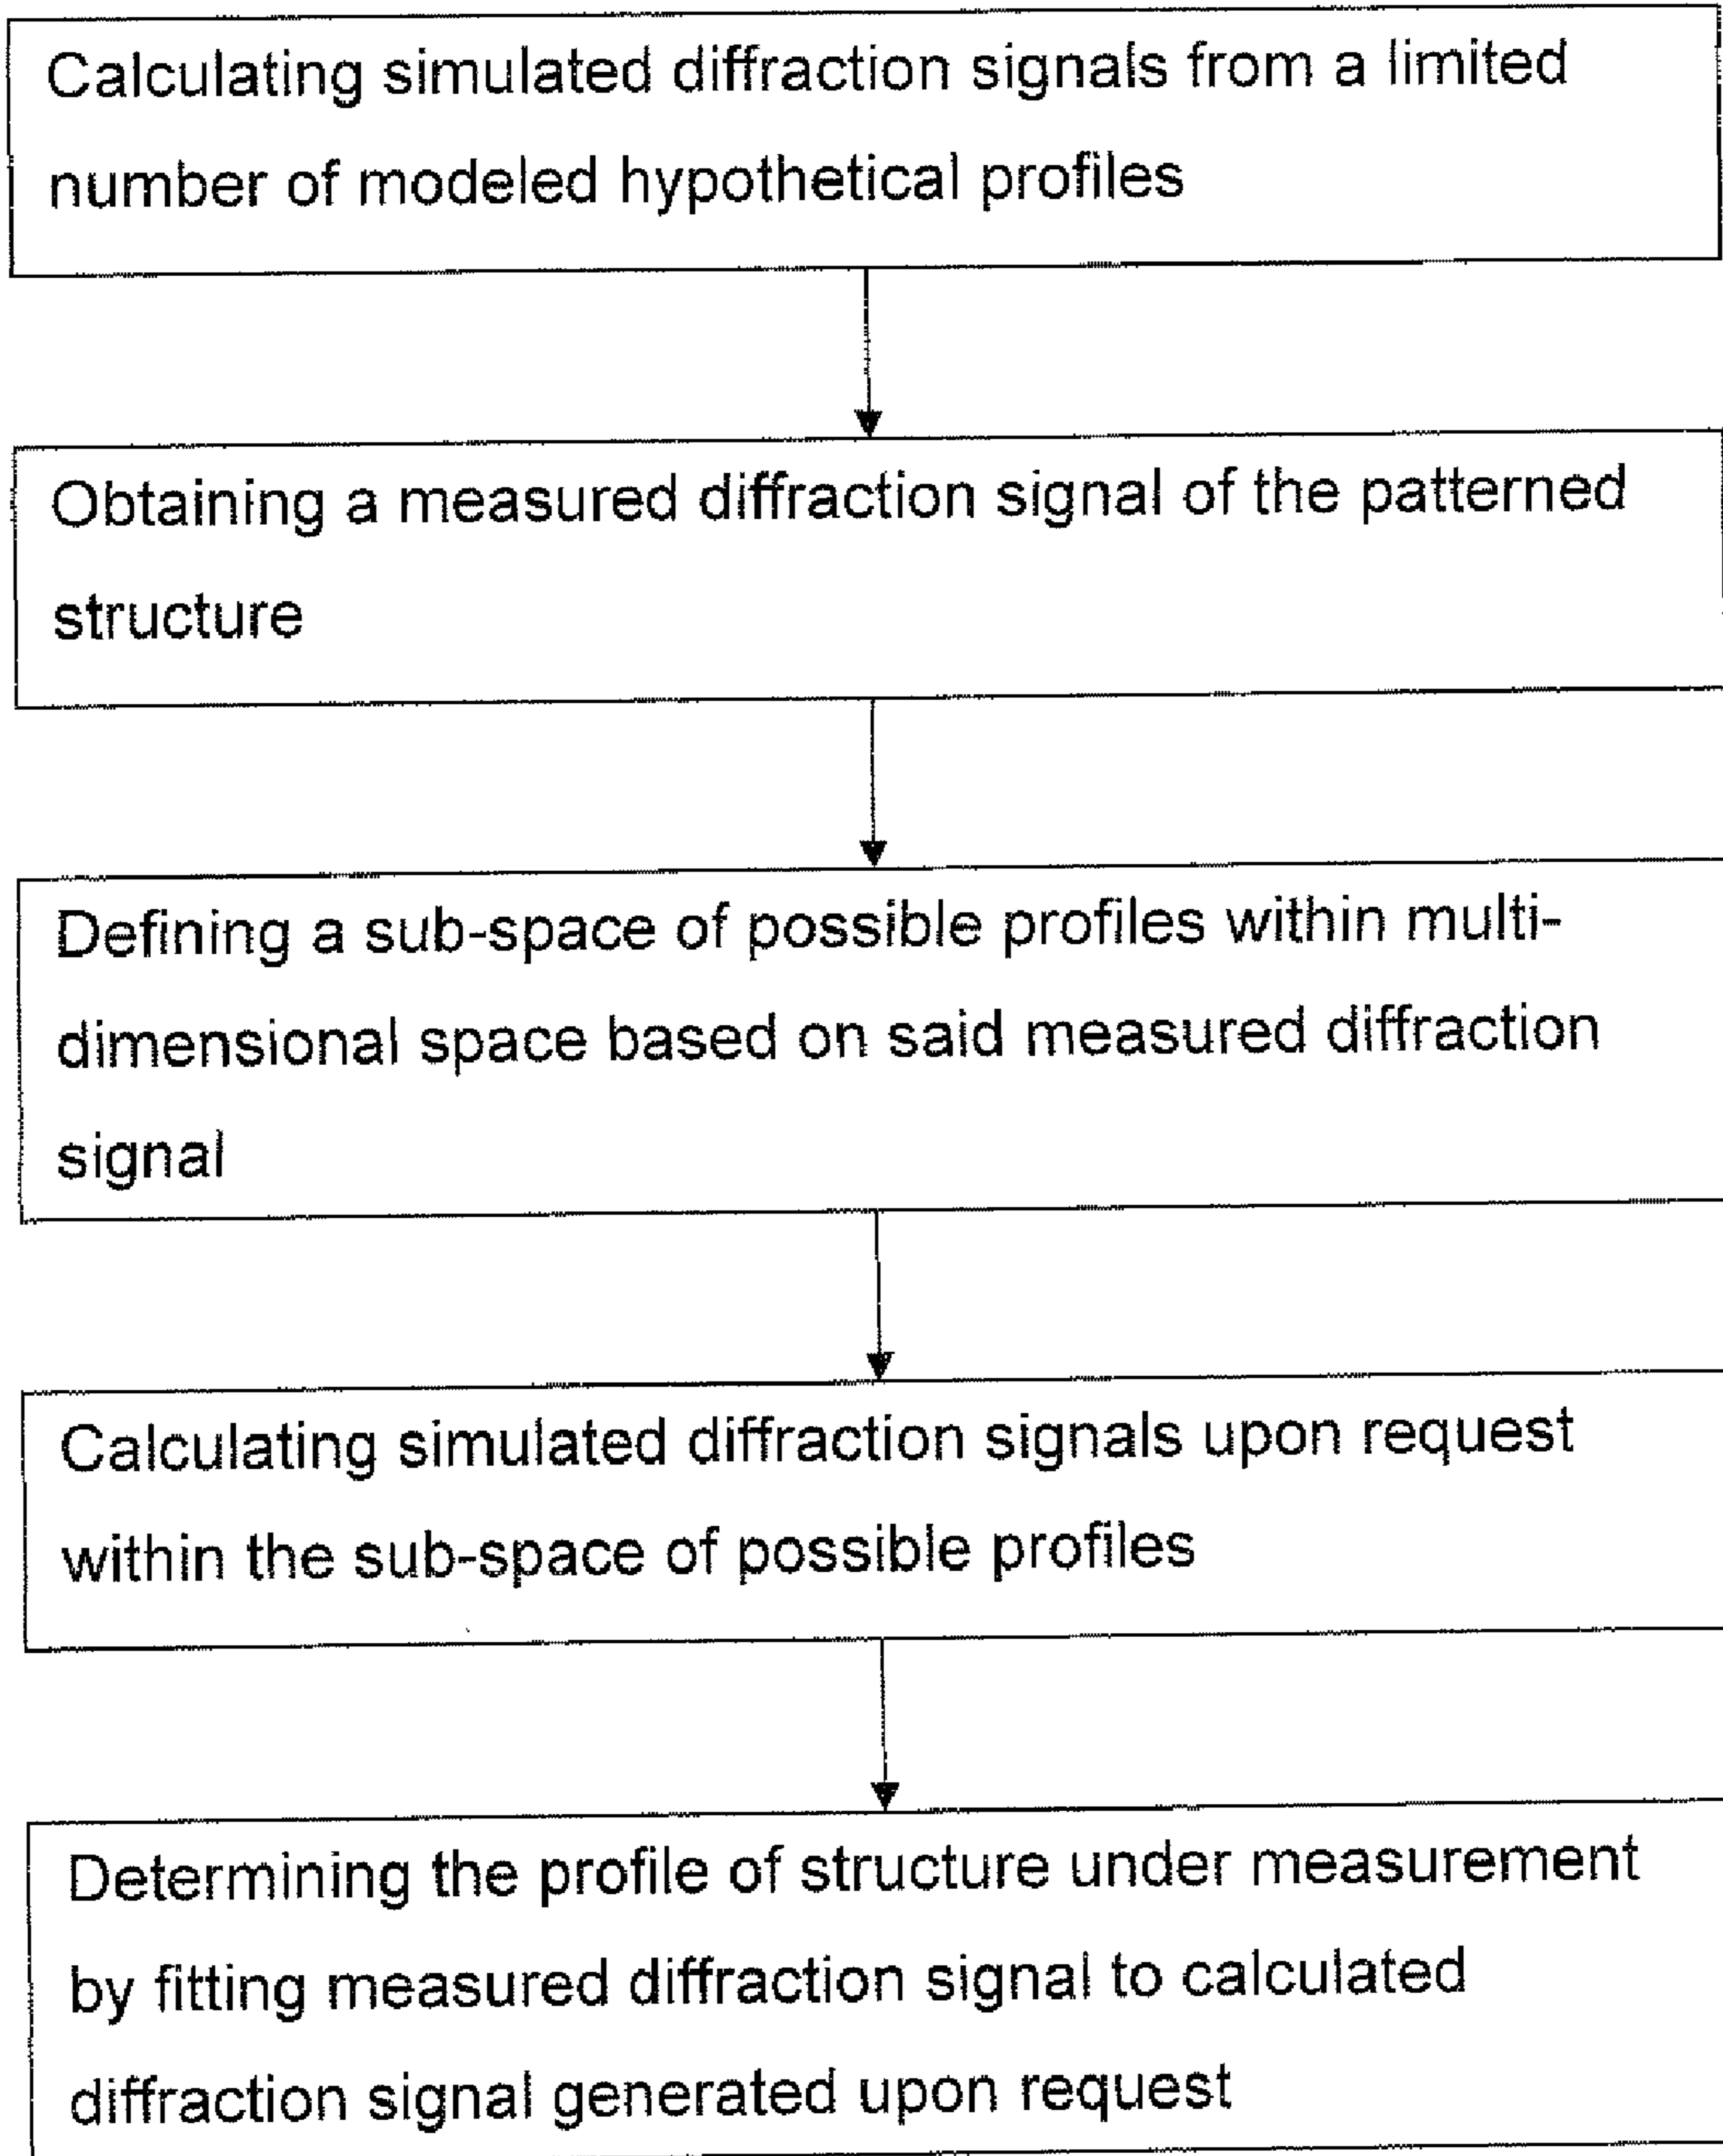 Calculating simulated diffraction signals from a limited
number of modeled hypothetical profiles
Obtaining a measured diffraction signal of the patterned
structure
Defining a sub-space of possible profiles within multi-
dimensional space based on said measured diffraction
signal
Calculating simulated diffraction signals upon request
within the sub-space of possible profiles
Determining the profile of structure under measurement
by fitting measured diffraction signal to calculated
diffraction signal generated upon request